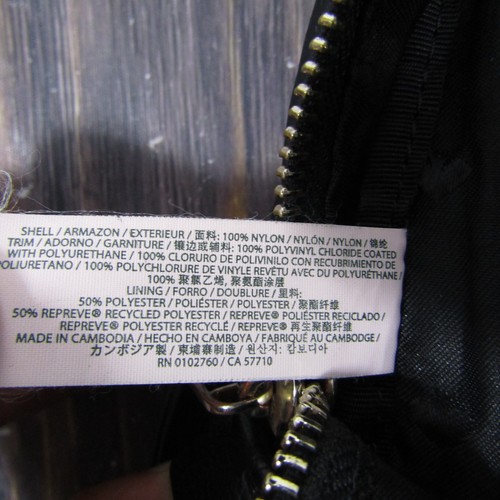 SHELL / ARMAZON / EXTERIEUR / 面料: 100% NYLON / NYLÓN / NYLON / 锦纶
TRIM / ADORNO / GARNITURE / 镶边或辅料: 100% POLYVINYL CHLORIDE COATED
WITH POLYURETHANE / 100% CLORURO DE POLIVINILO CON RECUBRIMIENTO DE
POLIURETANO / 100% POLYCHLORURE DE VINYLE REVÊTU AVEC DU POLYURÉTHANE /
100% 聚氯乙烯, 聚氨酯涂层
LINING / FORRO / DOUBLURE / 里料:
50% POLYESTER / POLIÉSTER / POLYESTER / 聚酯纤维
50% REPREVE® RECYCLED POLYESTER / REPREVE® POLIÉSTER RECICLADO /
REPREVE® POLYESTER RECYCLÉ / REPREVE® 再生聚酯纤维
MADE IN CAMBODIA / HECHO EN CAMBOYA / FABRIQUÉ AU CAMBODGE /
カンボジア製 / 柬埔寨制造 / 원산지: 캄보디아
RN 0102760 / CA 57710